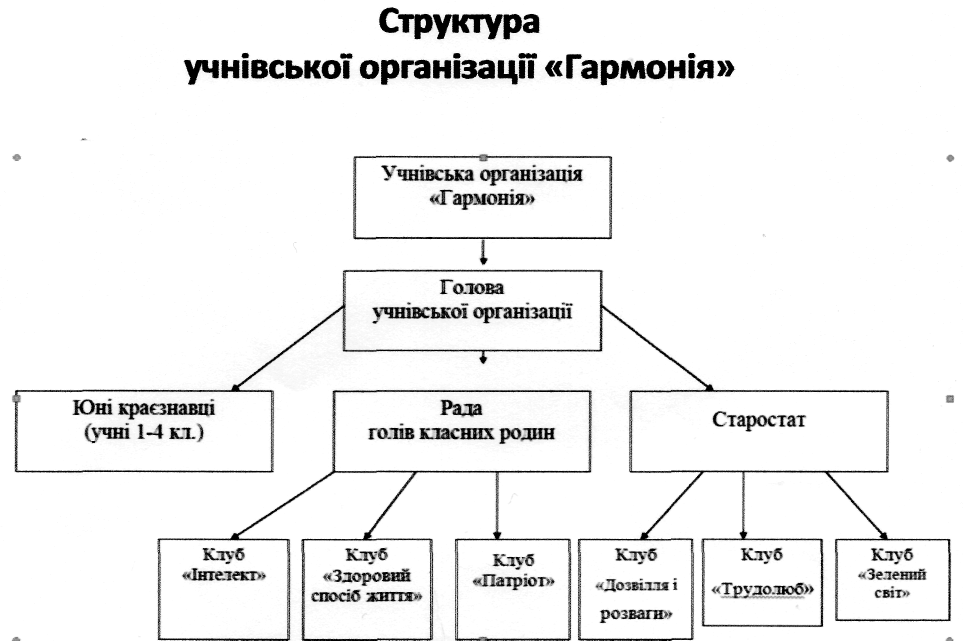 Структура
учнівської організації «Гармонія»
Учнівська організація
«Гармонія»
Голова
учнівської організації
Юні краєзнавці
(учні 1-4 кл.)
Рада
голів класних родин
Старостат
Клуб
«Інтелект»
Клуб
«Здоровий
спосіб життя»
Клуб
«Патріот»
Клуб
«Дозвілля і
розваги»
Клуб
«Трудолюб»
Клуб
«Зелений
світ»